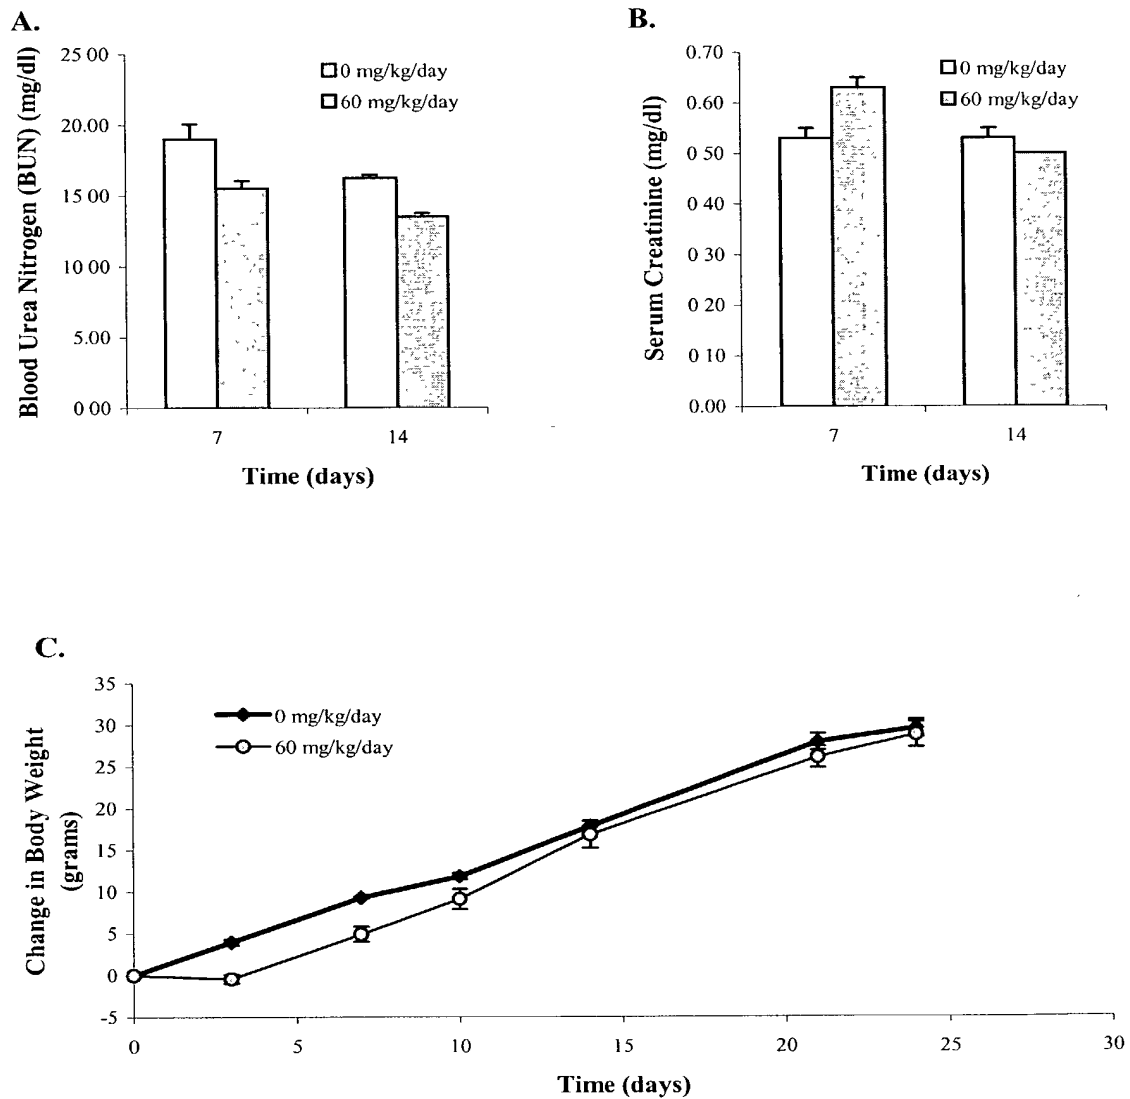 A.
Blood Urea Nitrogen (BUN) (mg/dl)
25 00
20.00
15 00
10 00
5.00
0 00
0 mg/kg/day
60 mg/kg/day
7
14
Time (days)
B.
Serum Creatinine (mg/dl)
0.70
0.60
0 50
0 40
0 30
0 20
0 10
0.00
0 mg/kg/day
60 mg/kg/day
7
14
Time (days)
C.
Change in Body Weight
(grams)
35
30
25
20
15
10
5
0
-5
0 mg/kg/day
60 mg/kg/day
0
5
10
15
20
25
30
Time (days)